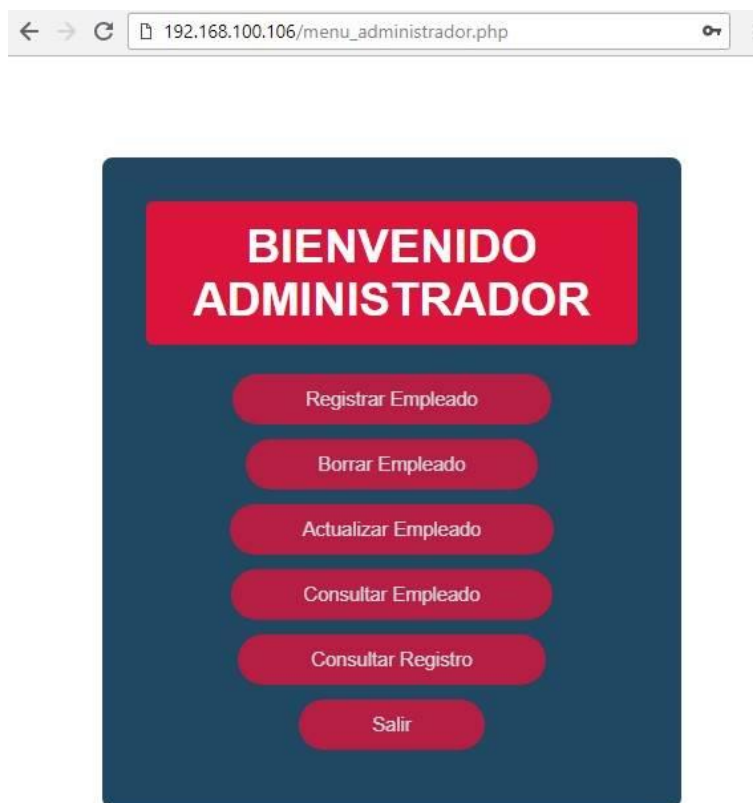 192.168.100.106/menu_administrador.php
BIENVENIDO
ADMINISTRADOR
Registrar Empleado
Borrar Empleado
Actualizar Empleado
Consultar Empleado
Consultar Registro
Salir